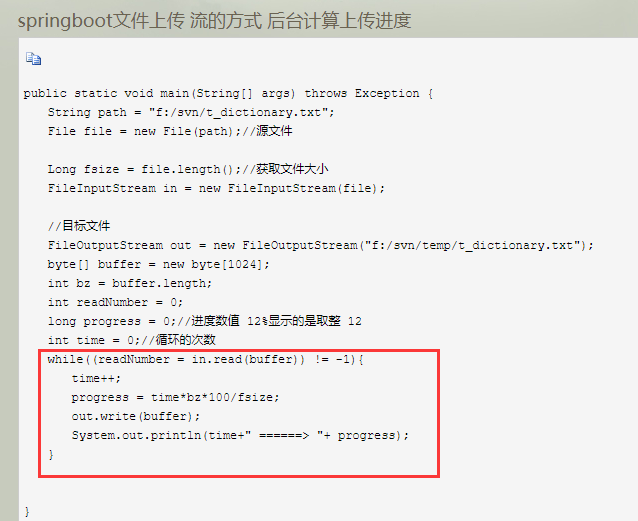 springboot文件上传 流的方式 后台计算上传进度
public static void main(String[] args) throws Exception {
String path = "f:/svn/t_dictionary.txt";
File file = new File(path);//源文件
Long fsize = file.length();//获取文件大小
FileInputStream in = new FileInputStream(file);
//目标文件
FileOutputStream out = new FileOutputStream("f:/svn/temp/t_dictionary.txt");
byte[] buffer = new byte[1024];
int bz = buffer.length;
int readNumber = 0;
long progress = 0;//进度数值 12%显示的是取整 12
int time = 0;//循环的次数
while((readNumber = in.read(buffer)) != -1){
time++;
progress = time*bz*100/fsize;
out.write(buffer);
System.out.println(time+" ======> "+ progress);
}
}